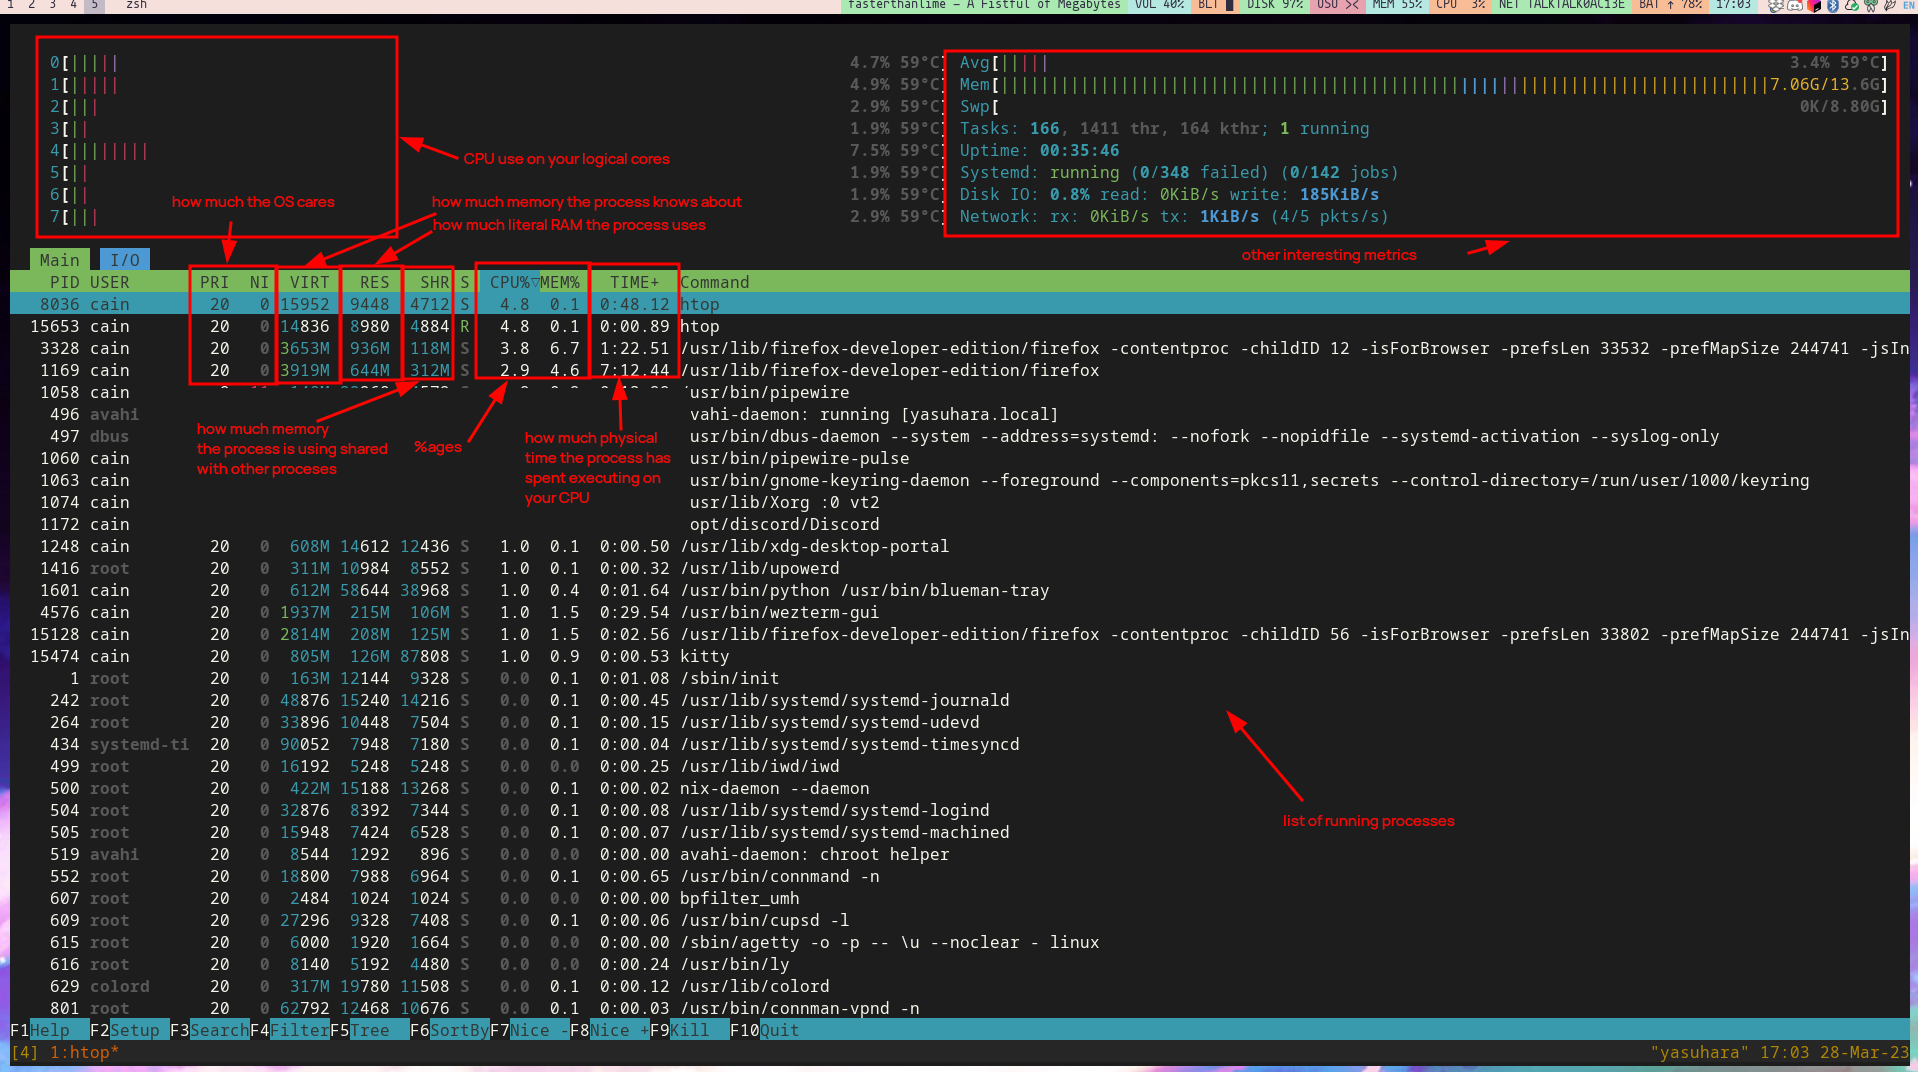 1 2 3 4 5 zsh fasterthanlime — A Fistful of Megabytes VOL 40% BLT DISK 97% OSU >< MEM 55% CPU 3% NET TALKTALK0AC13E BAT ↑ 78% 17:03 EN
0[||||| 4.7% 59°C] Avg[||||| 3.4% 59°C]
1[||||| 4.9% 59°C] Mem[ 7.06G/13.6G]
2[||| 2.9% 59°C] Swp[ 0K/8.80G]
3[|| 1.9% 59°C] Tasks: 166, 1411 thr, 164 kthr; 1 running
4[|||||||| 7.5% 59°C] Uptime: 00:35:46
5[|| 1.9% 59°C] Systemd: running (0/348 failed) (0/142 jobs)
6[|| 1.9% 59°C] Disk IO: 0.8% read: 0KiB/s write: 185KiB/s
7[||| 2.9% 59°C] Network: rx: 0KiB/s tx: 1KiB/s (4/5 pkts/s)
CPU use on your logical cores
how much the OS cares
how much memory the process knows about
how much literal RAM the process uses
other interesting metrics
Main I/O
PID USER PRI NI VIRT RES SHR S CPU%▽MEM% TIME+ Command
8036 cain 20 0 15952 9448 4712 S 4.8 0.1 0:48.12 htop
15653 cain 20 0 14836 8980 4884 R 4.8 0.1 0:00.89 htop
3328 cain 20 0 3653M 936M 118M S 3.8 6.7 1:22.51 /usr/lib/firefox-developer-edition/firefox -contentproc -childID 12 -isForBrowser -prefsLen 33532 -prefMapSize 244741 -jsIn
1169 cain 20 0 3919M 644M 312M S 2.9 4.6 7:12.44 /usr/lib/firefox-developer-edition/firefox
1058 cain /usr/bin/pipewire
496 avahi vahi-daemon: running [yasuhara.local]
497 dbus usr/bin/dbus-daemon --system --address=systemd: --nofork --nopidfile --systemd-activation --syslog-only
1060 cain usr/bin/pipewire-pulse
1063 cain usr/bin/gnome-keyring-daemon --foreground --components=pkcs11,secrets --control-directory=/run/user/1000/keyring
1074 cain usr/lib/Xorg :0 vt2
1172 cain opt/discord/Discord
how much memory
the process is using shared
with other proceses
%ages
how much physical
time the process has
spent executing on
your CPU
1248 cain 20 0 608M 14612 12436 S 1.0 0.1 0:00.50 /usr/lib/xdg-desktop-portal
1416 root 20 0 311M 10984 8552 S 1.0 0.1 0:00.32 /usr/lib/upowerd
1601 cain 20 0 612M 58644 38968 S 1.0 0.4 0:01.64 /usr/bin/python /usr/bin/blueman-tray
4576 cain 20 0 1937M 215M 106M S 1.0 1.5 0:29.54 /usr/bin/wezterm-gui
15128 cain 20 0 2814M 208M 125M S 1.0 1.5 0:02.56 /usr/lib/firefox-developer-edition/firefox -contentproc -childID 56 -isForBrowser -prefsLen 33802 -prefMapSize 244741 -jsIn
15474 cain 20 0 805M 126M 87808 S 1.0 0.9 0:00.53 kitty
1 root 20 0 163M 12144 9328 S 0.0 0.1 0:01.08 /sbin/init
242 root 20 0 48876 15240 14216 S 0.0 0.1 0:00.45 /usr/lib/systemd/systemd-journald
264 root 20 0 33896 10448 7504 S 0.0 0.1 0:00.15 /usr/lib/systemd/systemd-udevd
434 systemd-ti 20 0 90052 7948 7180 S 0.0 0.1 0:00.04 /usr/lib/systemd/systemd-timesyncd
499 root 20 0 16192 5248 5248 S 0.0 0.0 0:00.25 /usr/lib/iwd/iwd
500 root 20 0 422M 15188 13268 S 0.0 0.1 0:00.02 nix-daemon --daemon
504 root 20 0 32876 8392 7344 S 0.0 0.1 0:00.08 /usr/lib/systemd/systemd-logind
505 root 20 0 15948 7424 6528 S 0.0 0.1 0:00.07 /usr/lib/systemd/systemd-machined
519 avahi 20 0 8544 1292 896 S 0.0 0.0 0:00.00 avahi-daemon: chroot helper
552 root 20 0 18800 7988 6964 S 0.0 0.1 0:00.65 /usr/bin/connmand -n
607 root 20 0 2484 1024 1024 S 0.0 0.0 0:00.00 bpfilter_umh
609 root 20 0 27296 9328 7408 S 0.0 0.1 0:00.06 /usr/bin/cupsd -l
615 root 20 0 6000 1920 1664 S 0.0 0.0 0:00.00 /sbin/agetty -o -p -- \u --noclear - linux
616 root 20 0 8140 5192 4480 S 0.0 0.0 0:00.24 /usr/bin/ly
629 colord 20 0 317M 19780 11508 S 0.0 0.1 0:00.12 /usr/lib/colord
801 root 20 0 62792 12468 10676 S 0.0 0.1 0:00.03 /usr/bin/connman-vpnd -n
list of running processes
F1Help F2Setup F3SearchF4FilterF5Tree F6SortByF7Nice -F8Nice +F9Kill F10Quit
[4] 1:htop* "yasuhara" 17:03 28-Mar-23